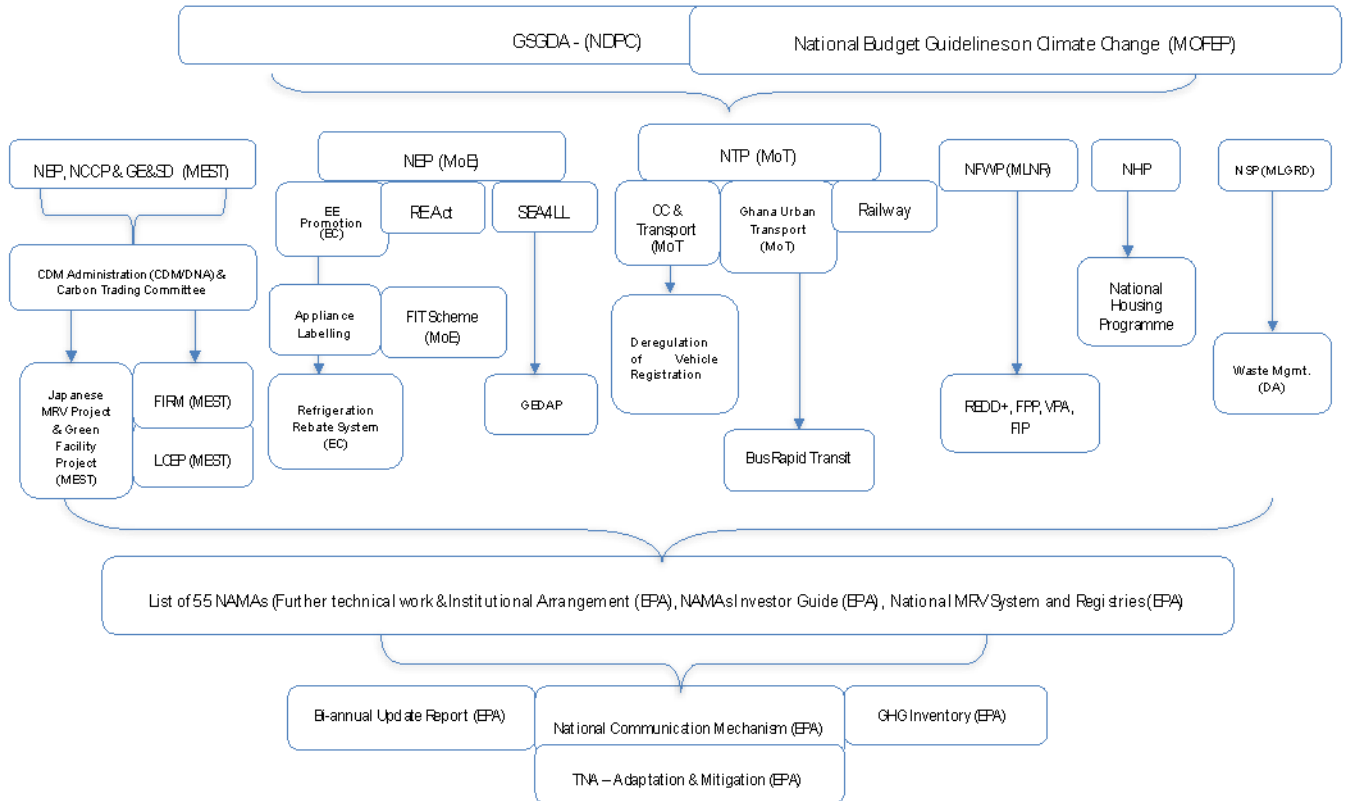 GSGDA - (NDPC)
National Budget Guidelines on Climate Change (MOFEP)
NEP, NCCP & GE&SD (MEST)
NEP (MoE)
NTP (MoT)
NFWP (MLNR)
NHP
NSP (MLGRD)
EE
Promotion
(EC)
RE Act
SEA4LL
CC &
Transport
(MoT
Ghana Urban
Transport
(MoT)
Railway
CDM Administration (CDM/DNA) &
Carbon Trading Committee
Appliance
Labelling
FIT Scheme
(MoE)
Deregulation
of Vehicle
Registration
National
Housing
Programme
Japanese
MRV Project
& Green
Facility
Project
(MEST)
FIRM (MEST)
LCEP (MEST)
Refrigeration
Rebate System
(EC)
GEDAP
Bus Rapid Transit
REDD+, FPP, VPA,
FIP
Waste Mgmt.
(DA)
List of 55 NAMAs (Further technical work & Institutional Arrangement (EPA), NAMAs Investor Guide (EPA), National MRV System and Registries (EPA)
Bi-annual Update Report (EPA)
National Communication Mechanism (EPA)
GHG Inventory (EPA)
TNA – Adaptation & Mitigation (EPA)